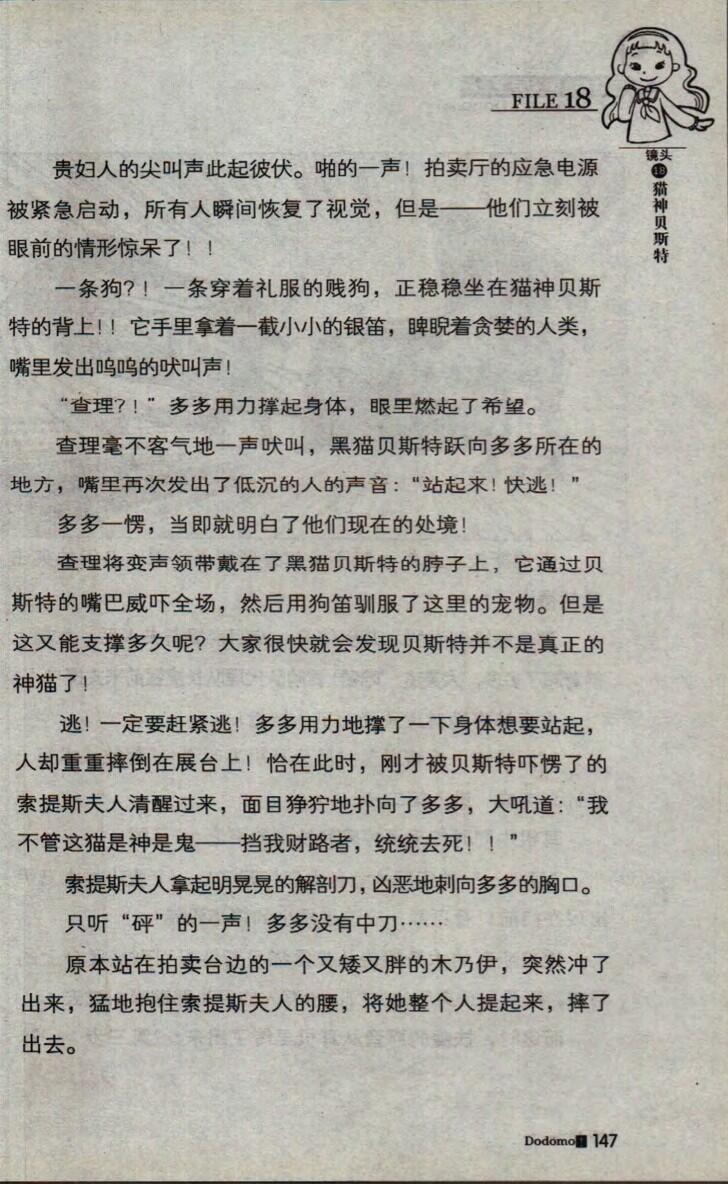 FILE 18
镜头
18
猫神贝斯特
贵妇人的尖叫声此起彼伏。啪的一声！拍卖厅的应急电源
被紧急启动，所有人瞬间恢复了视觉，但是——他们立刻被
眼前的情形惊呆了！！
一条狗？！一条穿着礼服的贱狗，正稳稳坐在猫神贝斯
特的背上！！它手里拿着一截小小的银笛，睥睨着贪婪的人类，
嘴里发出呜呜的吠叫声！
“查理？！”多多用力撑起身体，眼里燃起了希望。
查理毫不客气地一声吠叫，黑猫贝斯特跃向多多所在的
地方，嘴里再次发出了低沉的人的声音：“站起来！快逃！”
多多一愣，当即就明白了他们现在的处境！
查理将变声领带戴在了黑猫贝斯特的脖子上，它通过贝
斯特的嘴巴威吓全场，然后用狗笛驯服了这里的宠物。但是
这又能支撑多久呢？大家很快就会发现贝斯特并不是真正的
神猫了！
逃！一定要赶紧逃！多多用力地撑了一下身体想要站起，
人却重重摔倒在展台上！恰在此时，刚才被贝斯特吓愣了的
索提斯夫人清醒过来，面目狰狞地扑向了多多，大吼道：“我
不管这猫是神是鬼——挡我财路者，统统去死！！”
索提斯夫人拿起明晃晃的解剖刀，凶恶地刺向多多的胸口。
只听“砰”的一声！多多没有中刀……
原本站在拍卖台边的一个又矮又胖的木乃伊，突然冲了
出来，猛地抱住索提斯夫人的腰，将她整个人提起来，摔了
出去。
Dodomo! 147